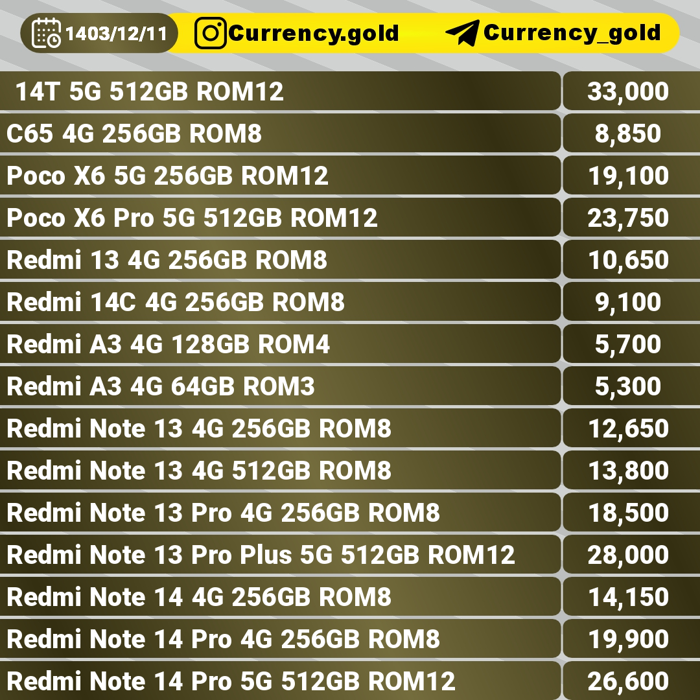 1403/12/11 Currency.gold Currency_gold
14T 5G 512GB ROM12 33,000
C65 4G 256GB ROM8 8,850
Poco X6 5G 256GB ROM12 19,100
Poco X6 Pro 5G 512GB ROM12 23,750
Redmi 13 4G 256GB ROM8 10,650
Redmi 14C 4G 256GB ROM8 9,100
Redmi A3 4G 128GB ROM4 5,700
Redmi A3 4G 64GB ROM3 5,300
Redmi Note 13 4G 256GB ROM8 12,650
Redmi Note 13 4G 512GB ROM8 13,800
Redmi Note 13 Pro 4G 256GB ROM8 18,500
Redmi Note 13 Pro Plus 5G 512GB ROM12 28,000
Redmi Note 14 4G 256GB ROM8 14,150
Redmi Note 14 Pro 4G 256GB ROM8 19,900
Redmi Note 14 Pro 5G 512GB ROM12 26,600